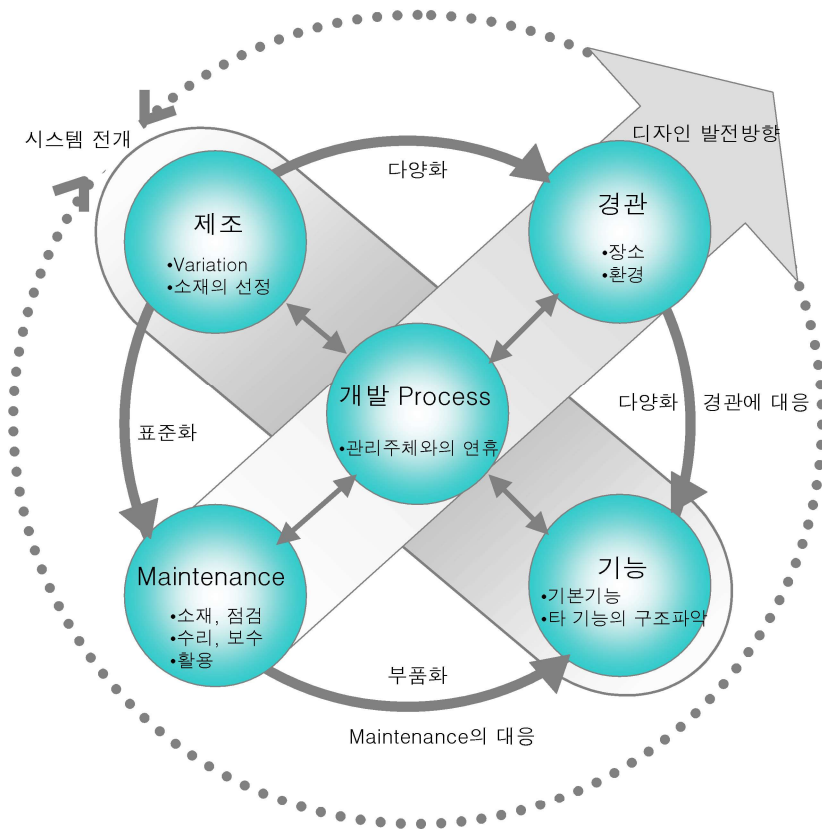 디자인 발전방향
시스템 전개
다양화
제조
•Variation
•소재의 선정
경관
•장소
•환경
개발 Process
•관리주체와의 연휴
표준화
다양화
경관에 대응
Maintenance
•소재, 점검
•수리, 보수
•활용
기능
•기본기능
•타 기능의 구조파악
부품화
Maintenance의 대응